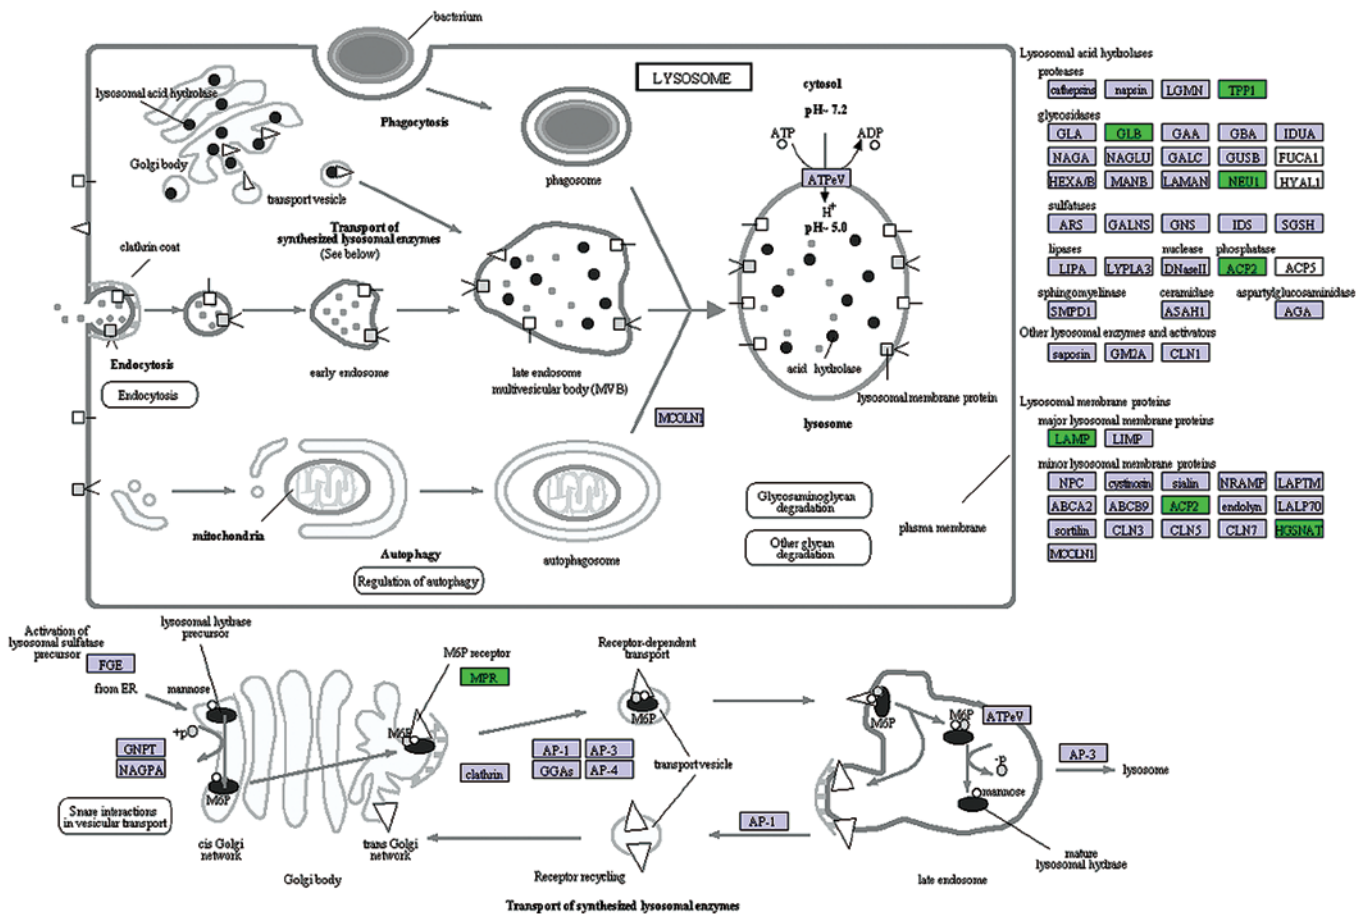 bacterium
LYSOSOME
lysosomal acid hydrolase
Golgi body
Phagocytosis
phagosome
transport vesicle
Transport of
synthesized lysosomal enzymes
(See below)
clathrin coat
cytosol
pH~ 7.2
ATP
ADP
ATPeV
H+
pH~ 5.0
acid hydrolase
lysosomal membrane protein
lysosome
Endocytosis
Endocytosis
early endosome
late endosome
multivesicular body (MVB)
MCOLN1
mitochondria
Autophagy
Regulation of autophagy
autophagosome
Glycosaminoglycan
degradation
Other glycan
degradation
plasma membrane
Lysosomal acid hydrolases
proteases
cathepsins napsin LGMN TPP1
glycosidases
GLA GLB GAA GBA IDUA
NAGA NAGLU GALC GUSB FUCA1
HEXA/B MANB LAMAN NEU1 HYAL1
sulfatases
ARS GALNS GNS IDS SGSH
lipases nuclease phosphatase
LIPA LYPLA3 DNaseII ACP2 ACP5
sphingomyelinase ceramidase aspartylglucosaminidase
SMPD1 ASAH1 AGA
Other lysosomal enzymes and activators
saposin GM2A CLN1
Lysosomal membrane proteins
major lysosomal membrane proteins
LAMP LIMP
minor lysosomal membrane proteins
NPC cystinosin sialin NRAMP LAPTM
ABCA2 ABCB9 ACP2 endolyn LALP70
sortilin CLN3 CLN5 CLN7 HGSNAT
MCOLN1
Activation of
lysosomal sulfatase
precursor
FGE
from ER
lysosomal hydrase
precursor
mannose
+p
GNPT
NAGPA
M6P
Snare interactions
in vesicular transport
cis Golgi
network
Golgi body
trans Golgi
network
M6P receptor
MPR
M6P
clathrin
AP-1 AP-3
GGAs AP-4
Receptor-dependent
transport
M6P
transport vesicle
Receptor recycling
AP-1
M6P
M6P
ATPeV
-p
mannose
AP-3
lysosome
mature
lysosomal hydrase
late endosome
Transport of synthesized lysosomal enzymes